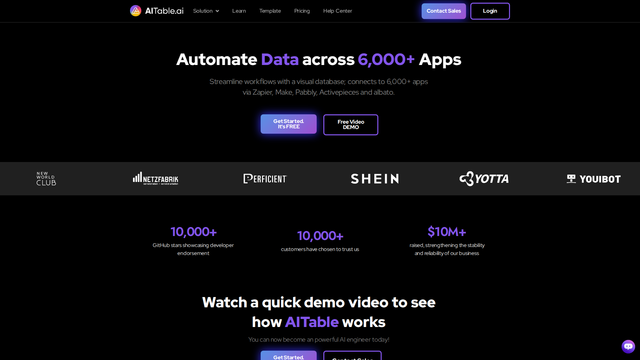 AITable.ai
Solution
Learn
Template
Pricing
Help Center
Contact Sales
Login
Automate Data across 6,000+ Apps
Streamline workflows with a visual database; connects to 6,000+ apps
via Zapier, Make, Pabbly, Activepieces and albato.
Get Started.
It's FREE
Free Video
DEMO
NEW
WORLD
CLUB
NETZFABRIK
PERFICIENT
SHEIN
YOTTA
YOUIBOT
10,000+
GitHub stars showcasing developer
endorsement
10,000+
customers have chosen to trust us
$10M+
raised, strengthening the stability
and reliability of our business
Watch a quick demo video to see
how AITable works
You can now become an powerful AI engineer today!
Get Started.
Contact Sales